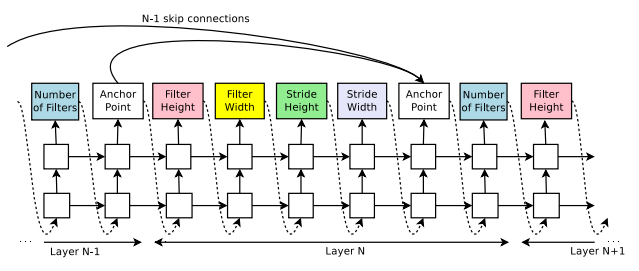 N-1 skip connections
Number
of Filters
Anchor
Point
Filter
Height
Filter
Width
Stride
Height
Stride
Width
Anchor
Point
Number
of Filters
Filter
Height
...
Layer N-1
Layer N
Layer N+1
...